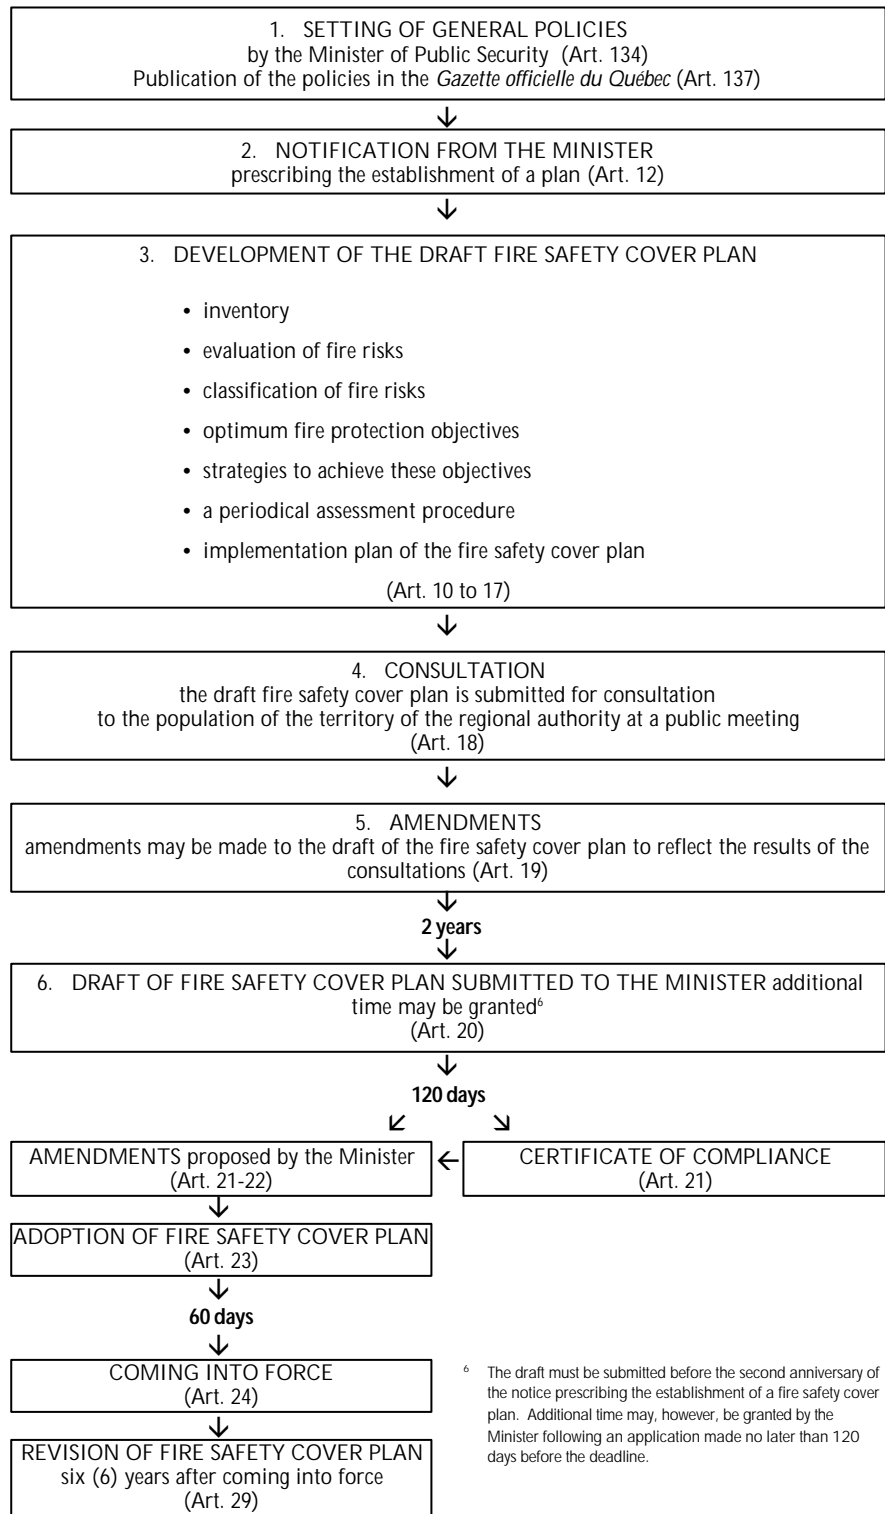 1. SETTING OF GENERAL POLICIES
by the Minister of Public Security (Art. 134)
Publication of the policies in the Gazette officielle du Québec (Art. 137)
2. NOTIFICATION FROM THE MINISTER
prescribing the establishment of a plan (Art. 12)
3. DEVELOPMENT OF THE DRAFT FIRE SAFETY COVER PLAN
• inventory
• evaluation of fire risks
• classification of fire risks
• optimum fire protection objectives
• strategies to achieve these objectives
• a periodical assessment procedure
• implementation plan of the fire safety cover plan
(Art. 10 to 17)
4. CONSULTATION
the draft fire safety cover plan is submitted for consultation
to the population of the territory of the regional authority at a public meeting
(Art. 18)
5. AMENDMENTS
amendments may be made to the draft of the fire safety cover plan to reflect the results of the
consultations (Art. 19)
2 years
6. DRAFT OF FIRE SAFETY COVER PLAN SUBMITTED TO THE MINISTER additional
time may be granted⁶
(Art. 20)
120 days
AMENDMENTS proposed by the Minister
(Art. 21-22)
CERTIFICATE OF COMPLIANCE
(Art. 21)
ADOPTION OF FIRE SAFETY COVER PLAN
(Art. 23)
60 days
COMING INTO FORCE
(Art. 24)
REVISION OF FIRE SAFETY COVER PLAN
six (6) years after coming into force
(Art. 29)
⁶ The draft must be submitted before the second anniversary of
the notice prescribing the establishment of a fire safety cover
plan. Additional time may, however, be granted by the
Minister following an application made no later than 120
days before the deadline.